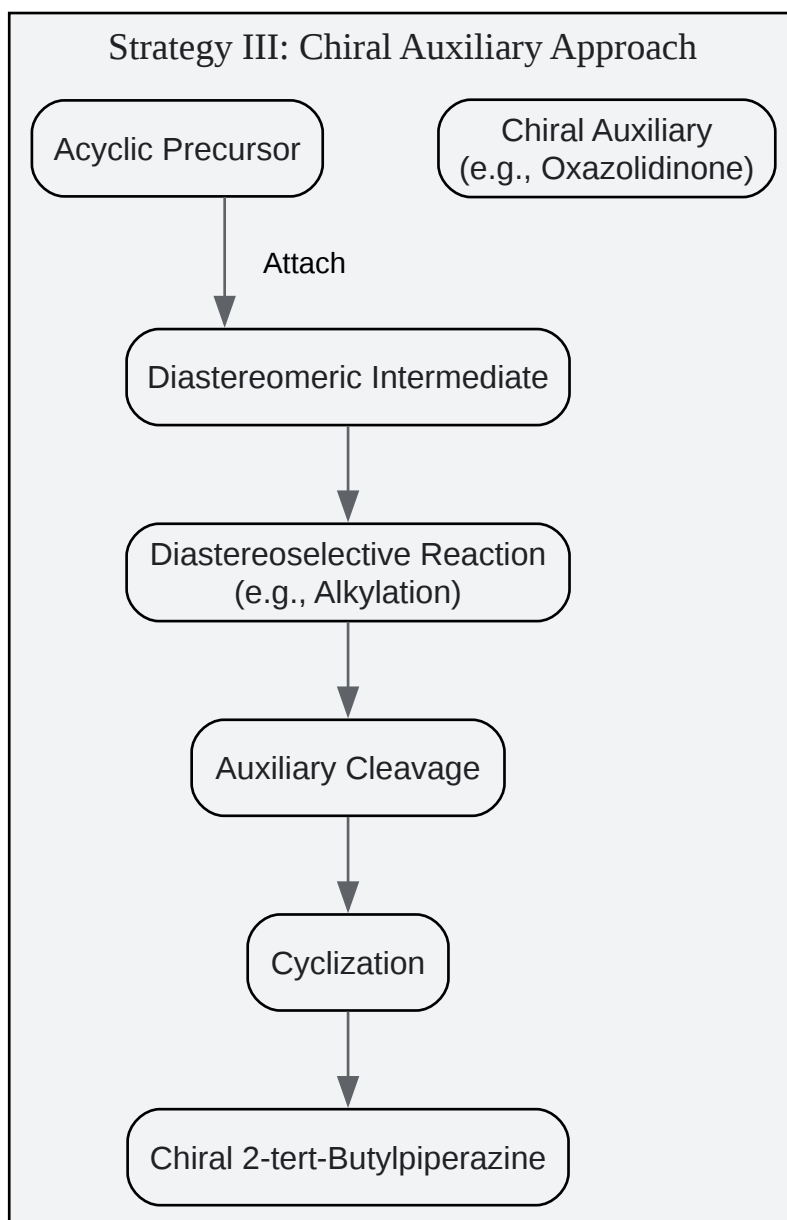 Strategy III: Chiral Auxiliary Approach
Acyclic Precursor
Chiral Auxiliary
(e.g., Oxazolidinone)
Attach
Diastereomeric Intermediate
Diastereoselective Reaction
(e.g., Alkylation)
Auxiliary Cleavage
Cyclization
Chiral 2-tert-Butylpiperazine